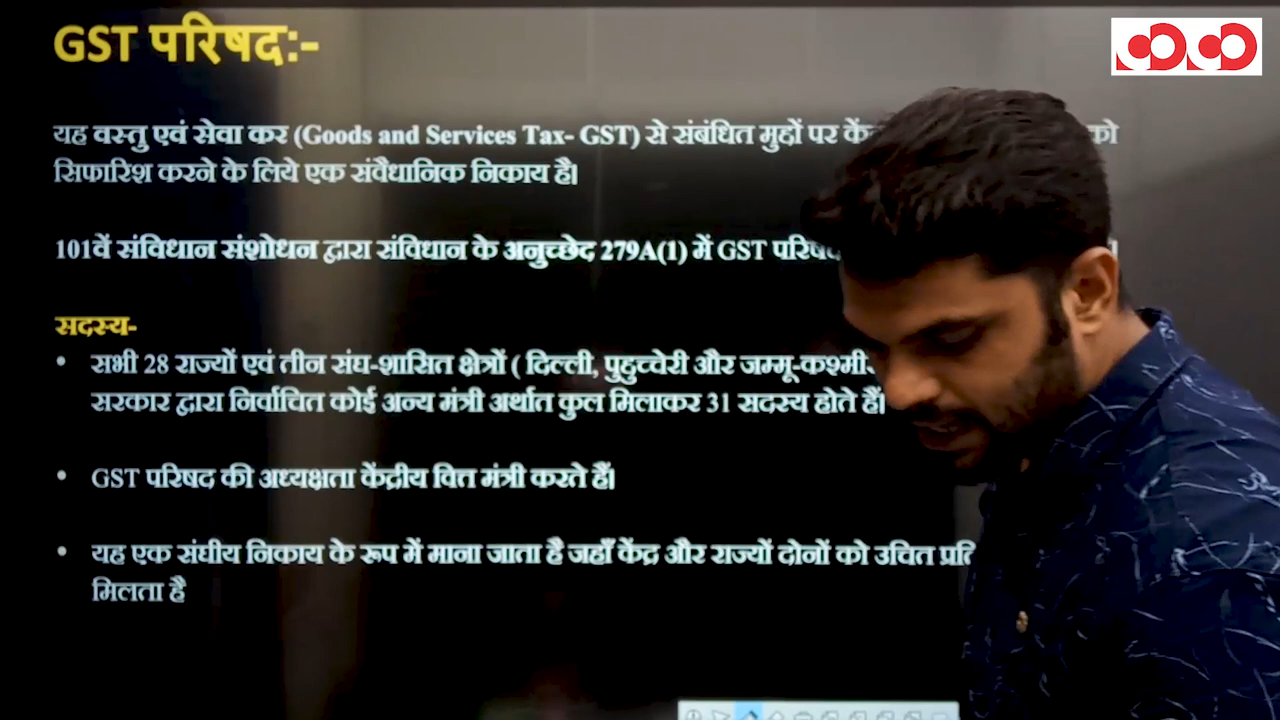 GST परिषद:-
यह वस्तु एवं सेवा कर (Goods and Services Tax- GST) से संबंधित मुद्दों पर को
सिफारिश करने के लिये एक संवैधानिक निकाय है।
101वें संविधान संशोधन द्वारा संविधान के अनुच्छेद 279A(1) में GST
सदस्य-
• सभी 28 राज्यों एवं तीन संघ-शासित क्षेत्रों ( दिल्ली, पुदुच्चेरी और
सरकार द्वारा निर्वाचित कोई अन्य मंत्री अर्थात कुल मिलाकर 31 सदस्य होते हैं।
• GST परिषद की अध्यक्षता केंद्रीय वित्त मंत्री करते हैं।
• यह एक संघीय निकाय के रूप में माना जाता है जहाँ केंद्र और राज्यों दोनों को उचित
मिलता है